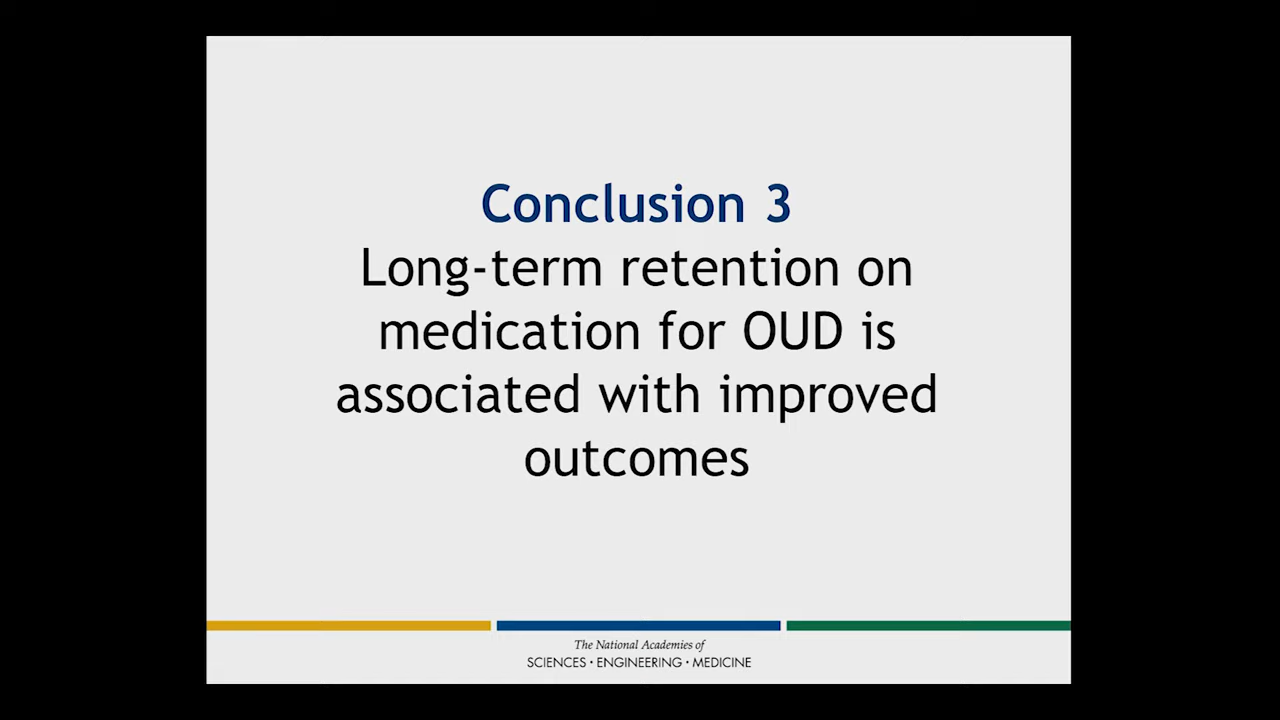 Conclusion 3
Long-term retention on
medication for OUD is
associated with improved
outcomes
The National Academies of
SCIENCES · ENGINEERING · MEDICINE